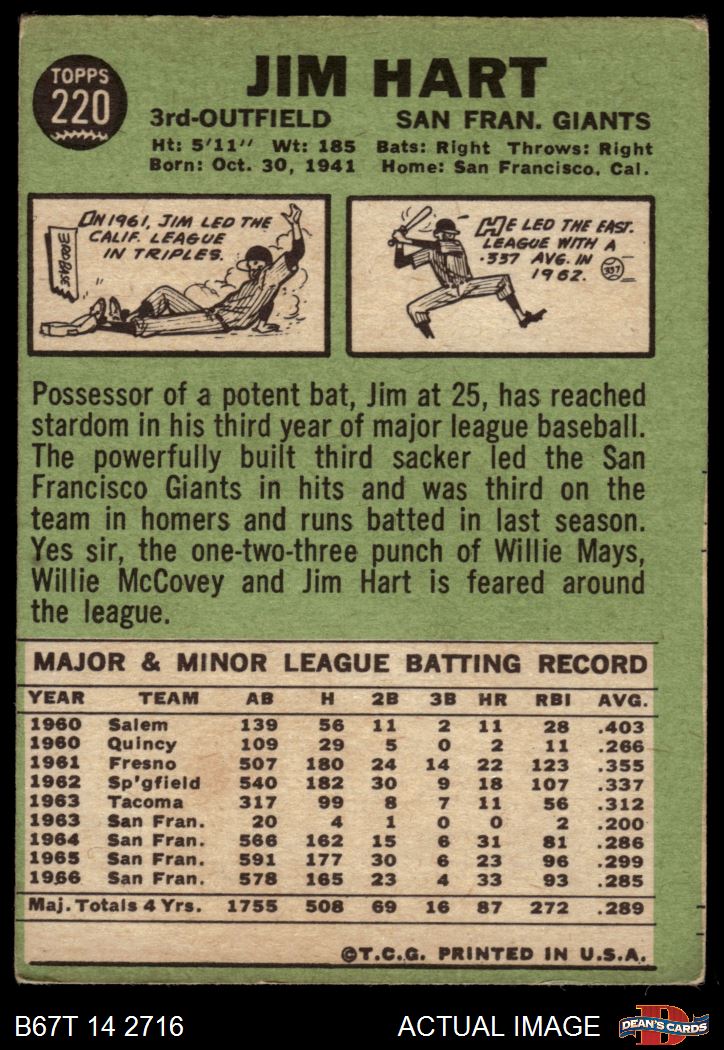 TOPPS
220
JIM HART
3rd-OUTFIELD SAN FRAN. GIANTS
Ht: 5'11" Wt: 185 Bats: Right Throws: Right
Born: Oct. 30, 1941 Home: San Francisco, Cal.
IN 1961, JIM LED THE
CALIF. LEAGUE
IN TRIPLES.
3RD BASE
HE LED THE EAST.
LEAGUE WITH A
.337 AVG. IN
1962.
337
Possessor of a potent bat, Jim at 25, has reached
stardom in his third year of major league baseball.
The powerfully built third sacker led the San
Francisco Giants in hits and was third on the
team in homers and runs batted in last season.
Yes sir, the one-two-three punch of Willie Mays,
Willie McCovey and Jim Hart is feared around
the league.
MAJOR & MINOR LEAGUE BATTING RECORD
YEAR TEAM AB H 2B 3B HR RBI AVG.
1960 Salem 139 56 11 2 11 28 .403
1960 Quincy 109 29 5 0 2 11 .266
1961 Fresno 507 180 24 14 22 123 .355
1962 Sp'gfield 540 182 30 9 18 107 .337
1963 Tacoma 317 99 8 7 11 56 .312
1963 San Fran. 20 4 1 0 0 2 .200
1964 San Fran. 566 162 15 6 31 81 .286
1965 San Fran. 591 177 30 6 23 96 .299
1966 San Fran. 578 165 23 4 33 93 .285
Maj. Totals 4 Yrs. 1755 508 69 16 87 272 .289
©T.C.G. PRINTED IN U.S.A.
B67T 14 2716 ACTUAL IMAGE
D
DEAN'S CARDS